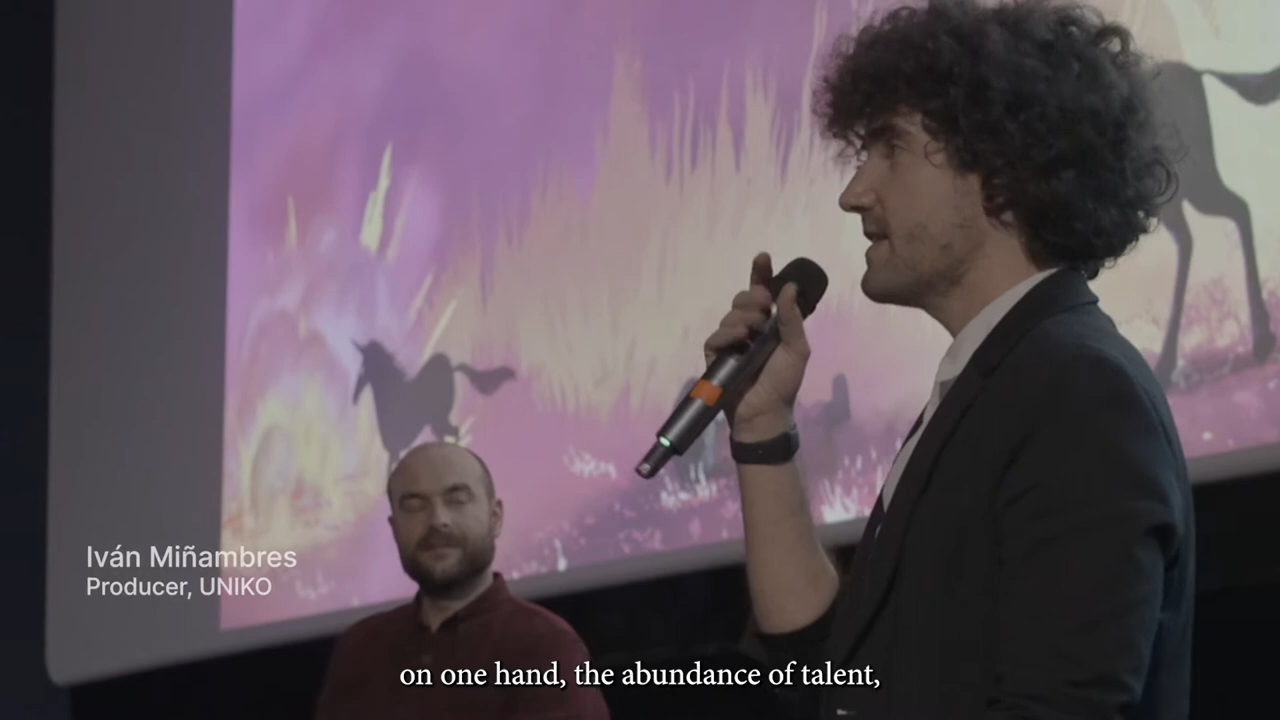 Iván Miñambres
Producer, UNIKO
on one hand, the abundance of talent,